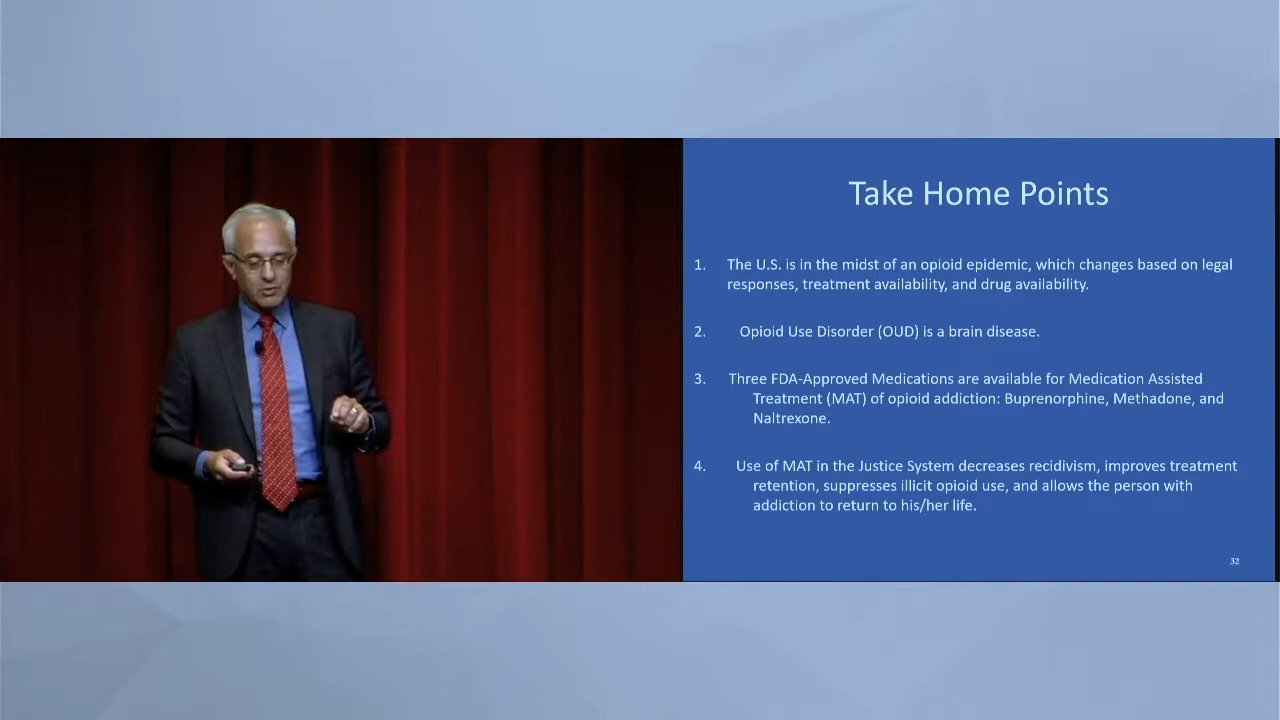 Take Home Points
1. The U.S. is in the midst of an opioid epidemic, which changes based on legal
responses, treatment availability, and drug availability.
2. Opioid Use Disorder (OUD) is a brain disease.
3. Three FDA-Approved Medications are available for Medication Assisted
Treatment (MAT) of opioid addiction: Buprenorphine, Methadone, and
Naltrexone.
4. Use of MAT in the Justice System decreases recidivism, improves treatment
retention, suppresses illicit opioid use, and allows the person with
addiction to return to his/her life.
32